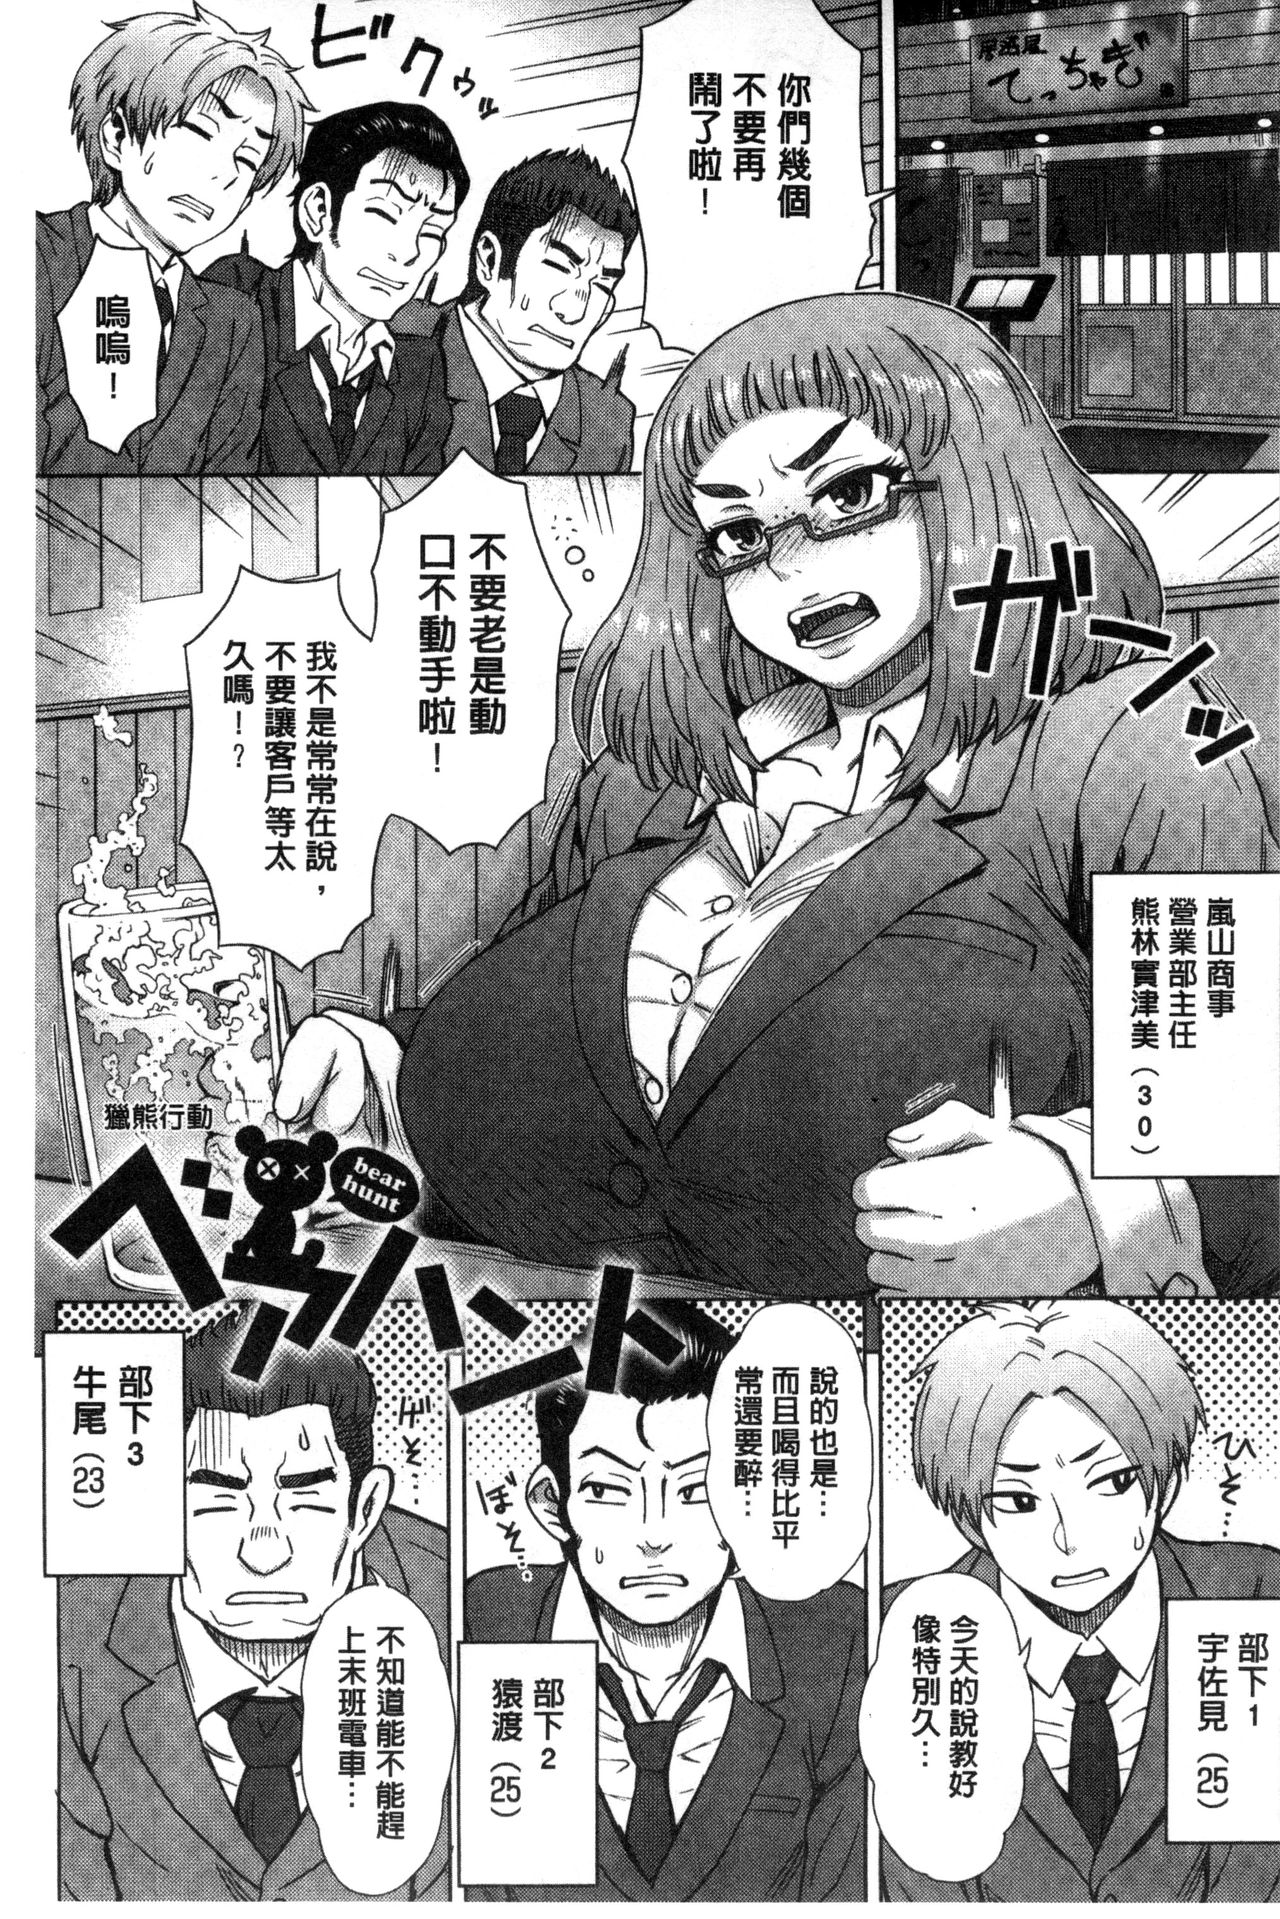 居酒屋
てっちゃん
你們幾個
不要再
鬧了啦！
ビクゥッ
嗚嗚！
ガンッ
不要老是動
口不動手啦！
我不是常常在說，
不要讓客戶等太
久嗎！？
嵐山商事
營業部主任
熊林實津美（30）
獵熊行動
bear
hunt
ベアハント
ひそ…
今天的說教好
像特別久…
部下1
宇佐見（25）
說的也是…
而且喝得比平
常還要醉…
ぼそ…
部下2
猿渡（25）
不知道能不能趕
上末班電車…
部下3
牛尾（23）